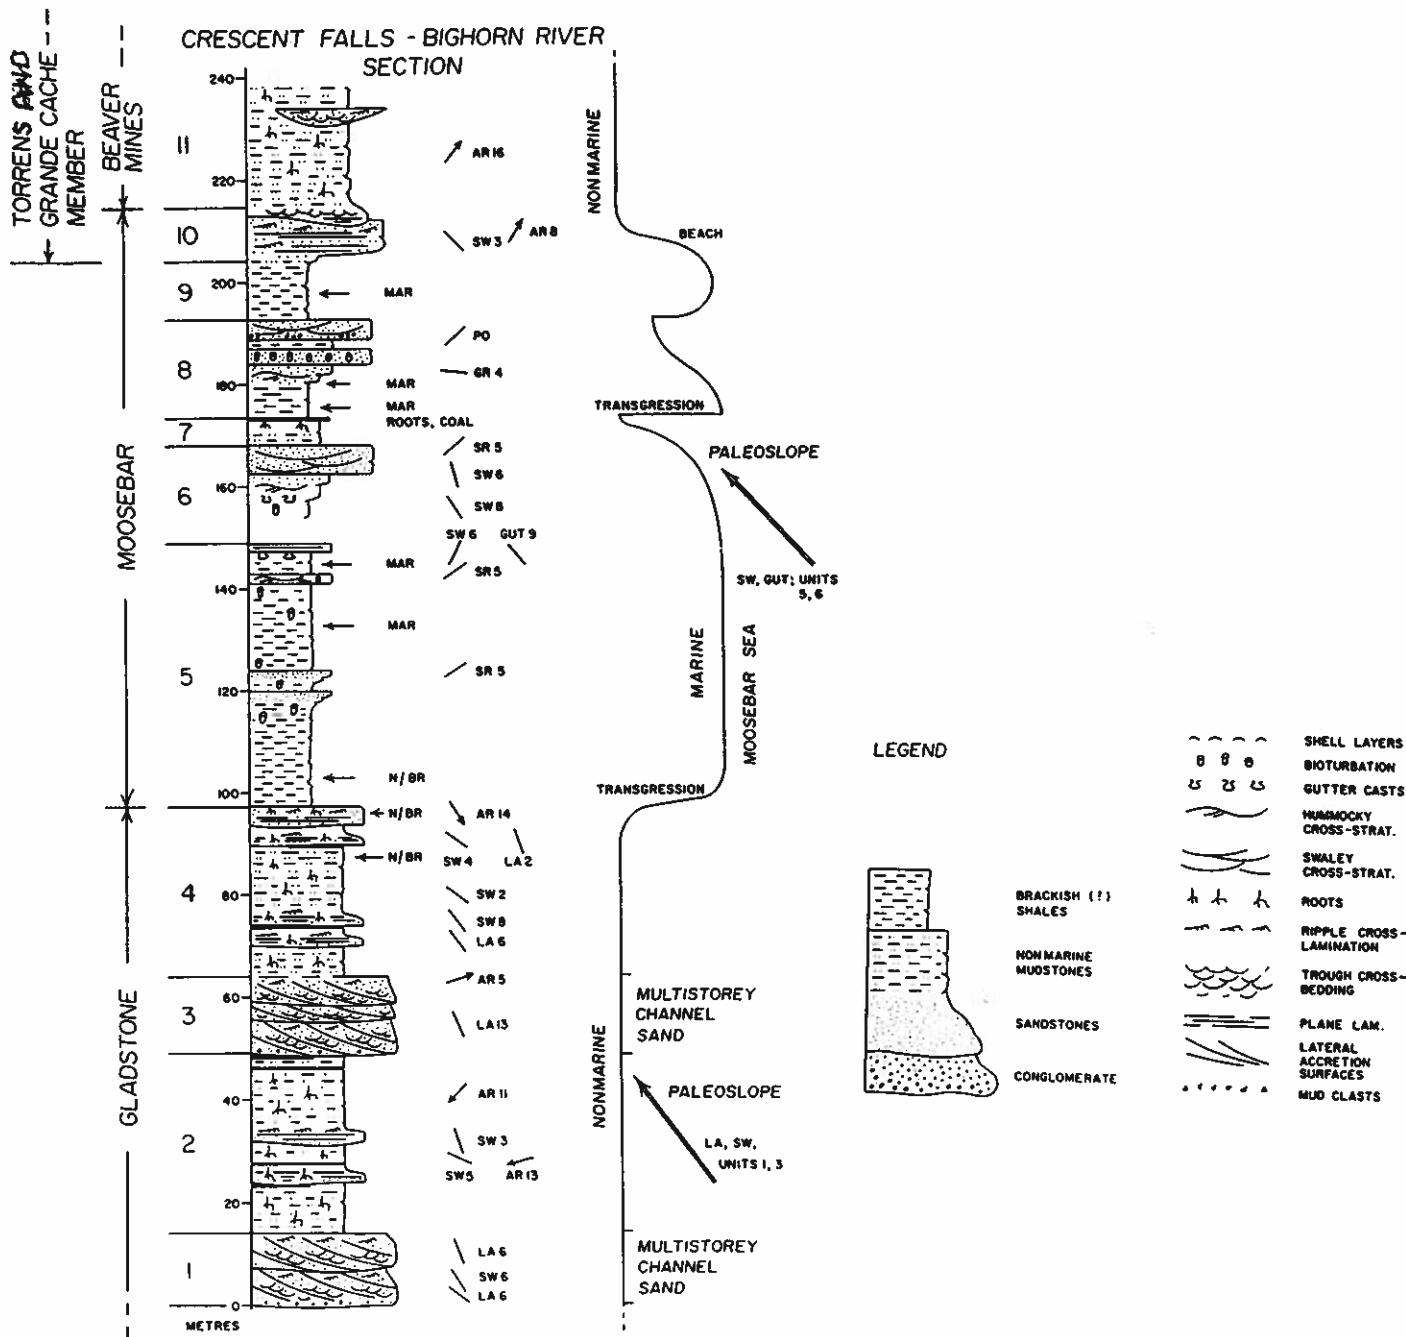 CRESCENT FALLS - BIGHORN RIVER
SECTION
TORRENS AND
GRANDE CACHE
MEMBER
BEAVER
MINES
MOOSEBAR
GLADSTONE
11
10
9
8
7
6
5
4
3
2
1
240
220
200
180
160
140
120
100
80
60
40
20
0
METRES
AR 16
SW 3
AR 8
MAR
PO
GR 4
MAR
MAR
ROOTS, COAL
SR 5
SW 6
SW 8
SW 6
GUT 9
MAR
SR 5
MAR
SR 5
N/BR
N/BR
AR 14
N/BR
SW 4
LA 2
SW 2
SW 8
LA 6
AR 5
LA 13
AR 11
SW 3
SW 5
AR 13
LA 6
SW 6
LA 6
NONMARINE
BEACH
TRANSGRESSION
PALEOSLOPE
SW, GUT; UNITS
5, 6
MARINE
MOOSEBAR SEA
TRANSGRESSION
MULTISTOREY
CHANNEL
SAND
NONMARINE
PALEOSLOPE
LA, SW,
UNITS 1, 3
MULTISTOREY
CHANNEL
SAND
LEGEND
BRACKISH (?)
SHALES
NONMARINE
MUDSTONES
SANDSTONES
CONGLOMERATE
SHELL LAYERS
BIOTURBATION
GUTTER CASTS
HUMMOCKY
CROSS-STRAT.
SWALEY
CROSS-STRAT.
ROOTS
RIPPLE CROSS-
LAMINATION
TROUGH CROSS-
BEDDING
PLANE LAM.
LATERAL
ACCRETION
SURFACES
MUD CLASTS